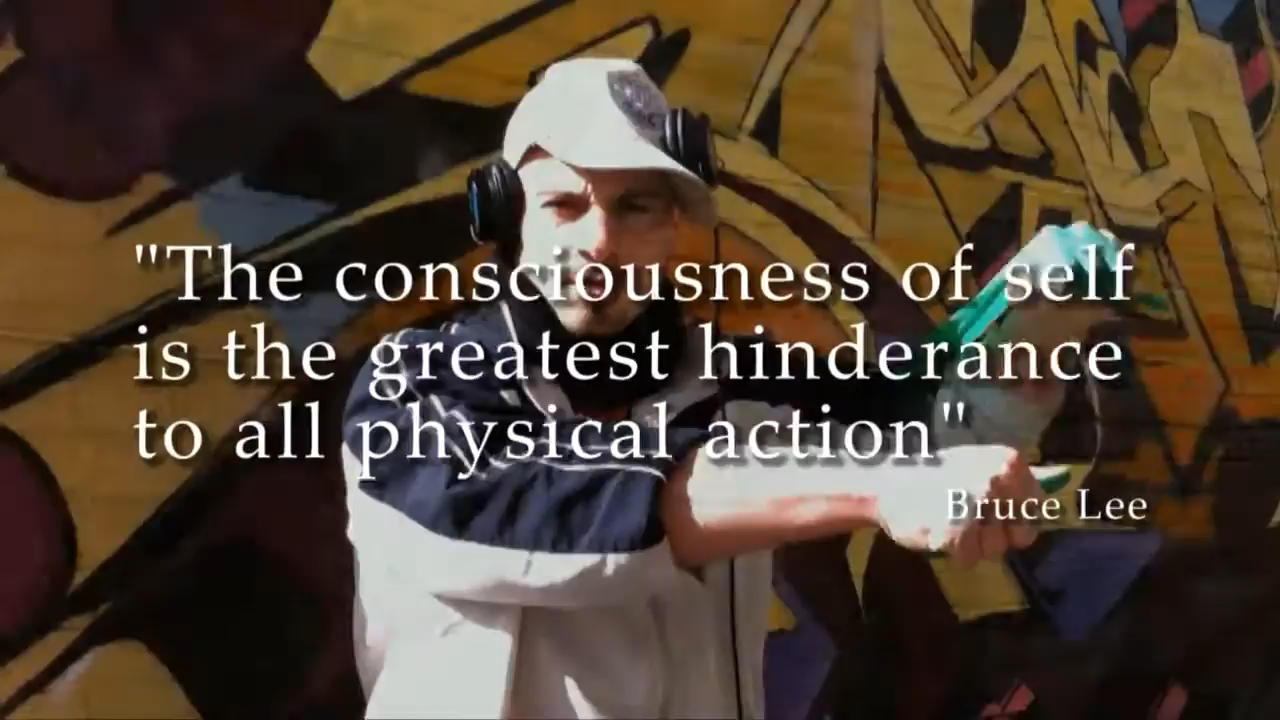 "The consciousness of self
is the greatest hinderance
to all physical action"
Bruce Lee